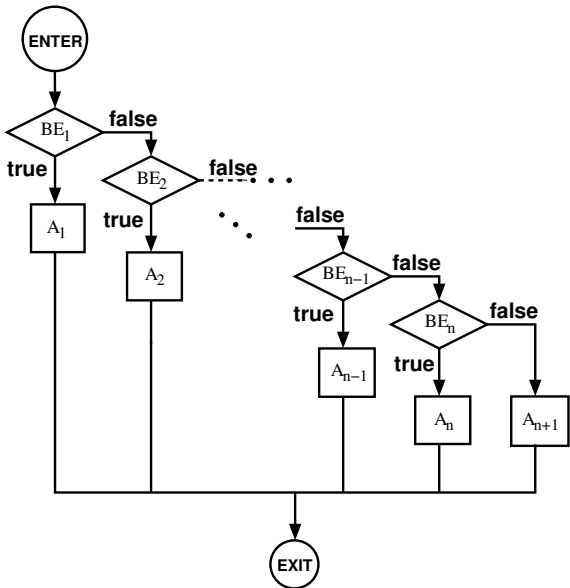 ENTER
BE1
false
true
BE2
false
A1
true
false
A2
BEn−1
false
true
BEn
false
An−1
true
An
An+1
EXIT